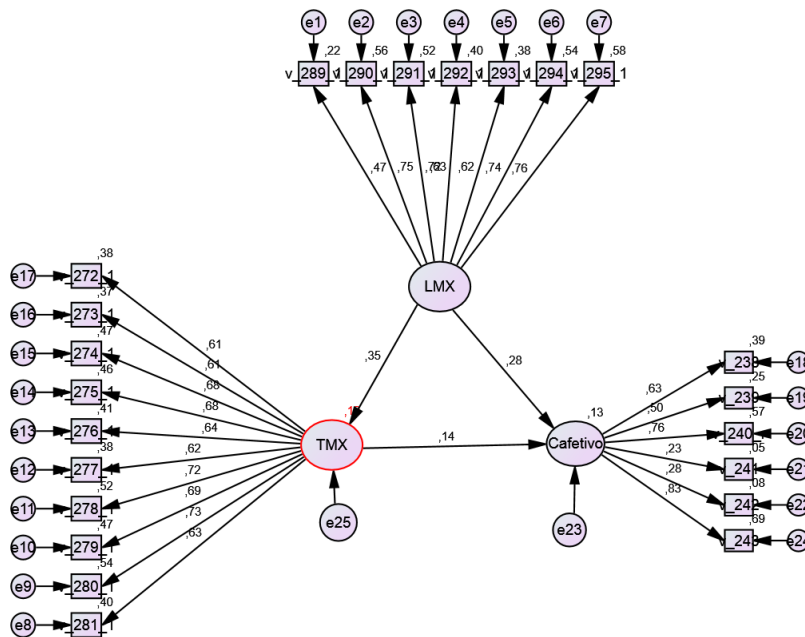 e1 e2 e3 e4 e5 e6 e7
,22 ,56 ,52 ,40 ,38 ,54 ,58
289 290 291 292 293 294 295
,47 ,75 ,62 ,74 ,76
LMX
,35 ,28
,38
e17 272
,37
e16 273
,47
e15 274
,46
e14 275
,41
e13 276
,38
e12 277
,52
e11 278
,47
e10 279
,54
e9 280
,40
e8 281
,61
,61
,68
,68
,64
,62
,72
,69
,73
,63
TMX
,14
e25
,13
Cafetivo
e23
,63
,50
,76
,23
,28
,83
,39
e18
,25
e19
,57
240
,05
,08
,69